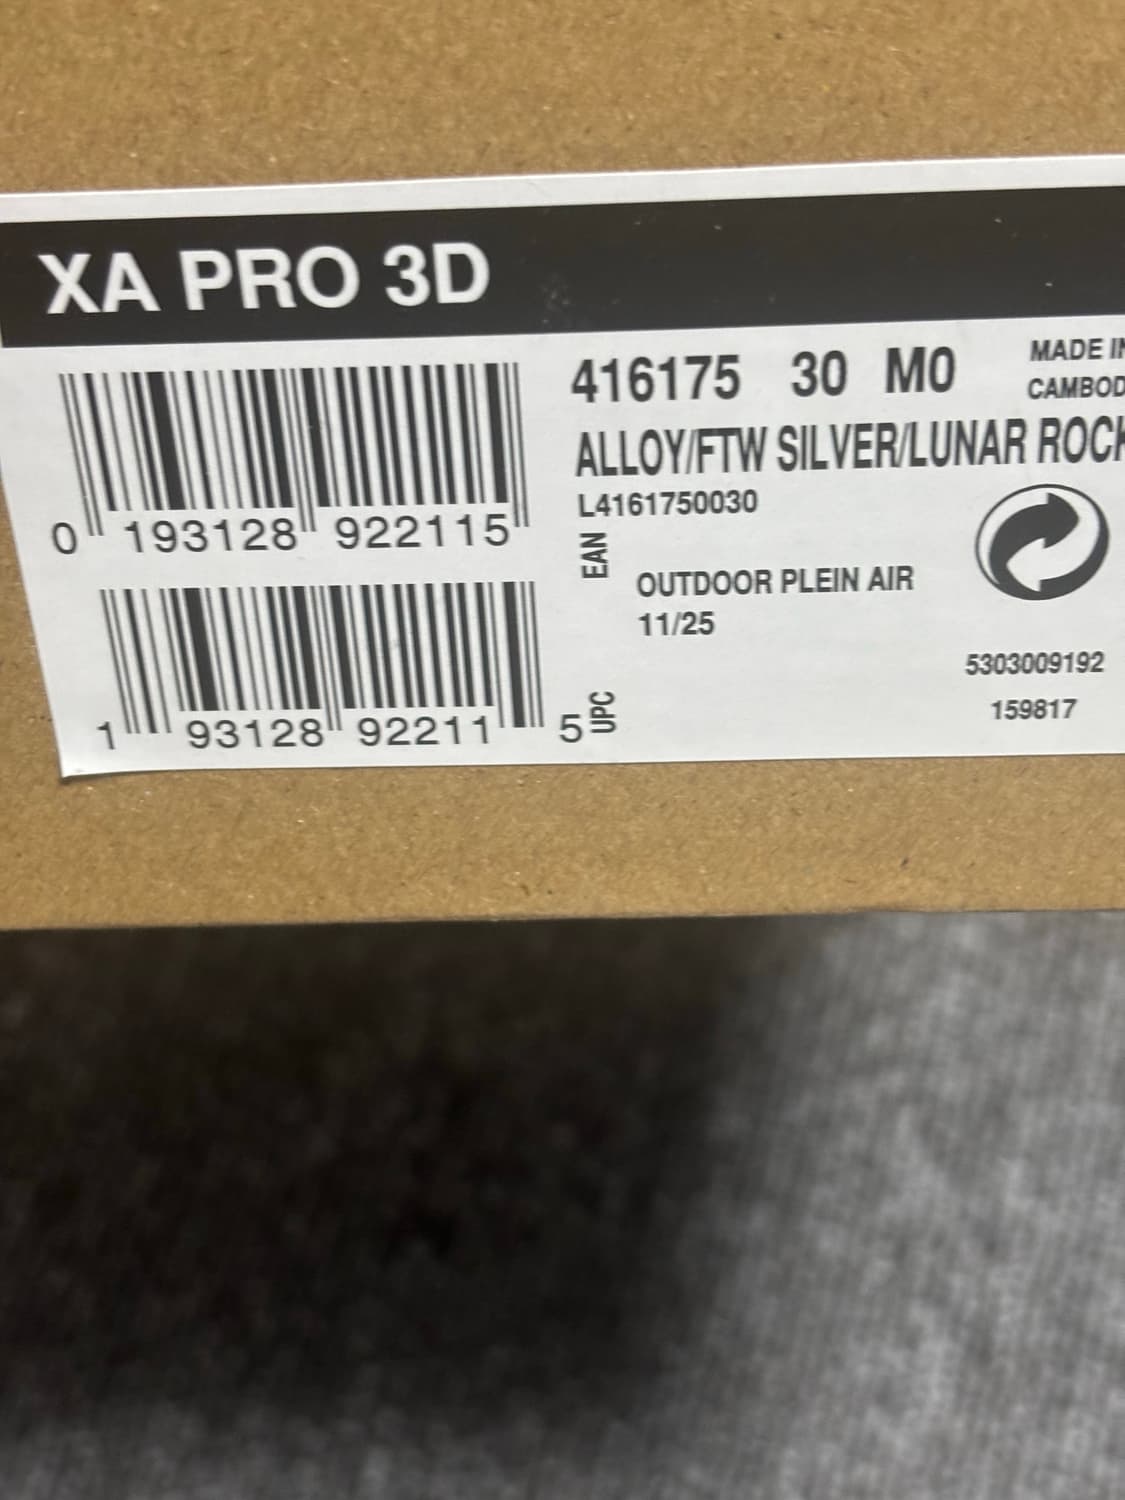 XA PRO 3D
416175 30 M0
MADE IN
CAMBOD
ALLOY/FTW SILVER/LUNAR ROCK
L4161750030
0 193128 922115
EAN
OUTDOOR PLEIN AIR
11/25
5303009192
159817
1 93128 92211 5
UPC